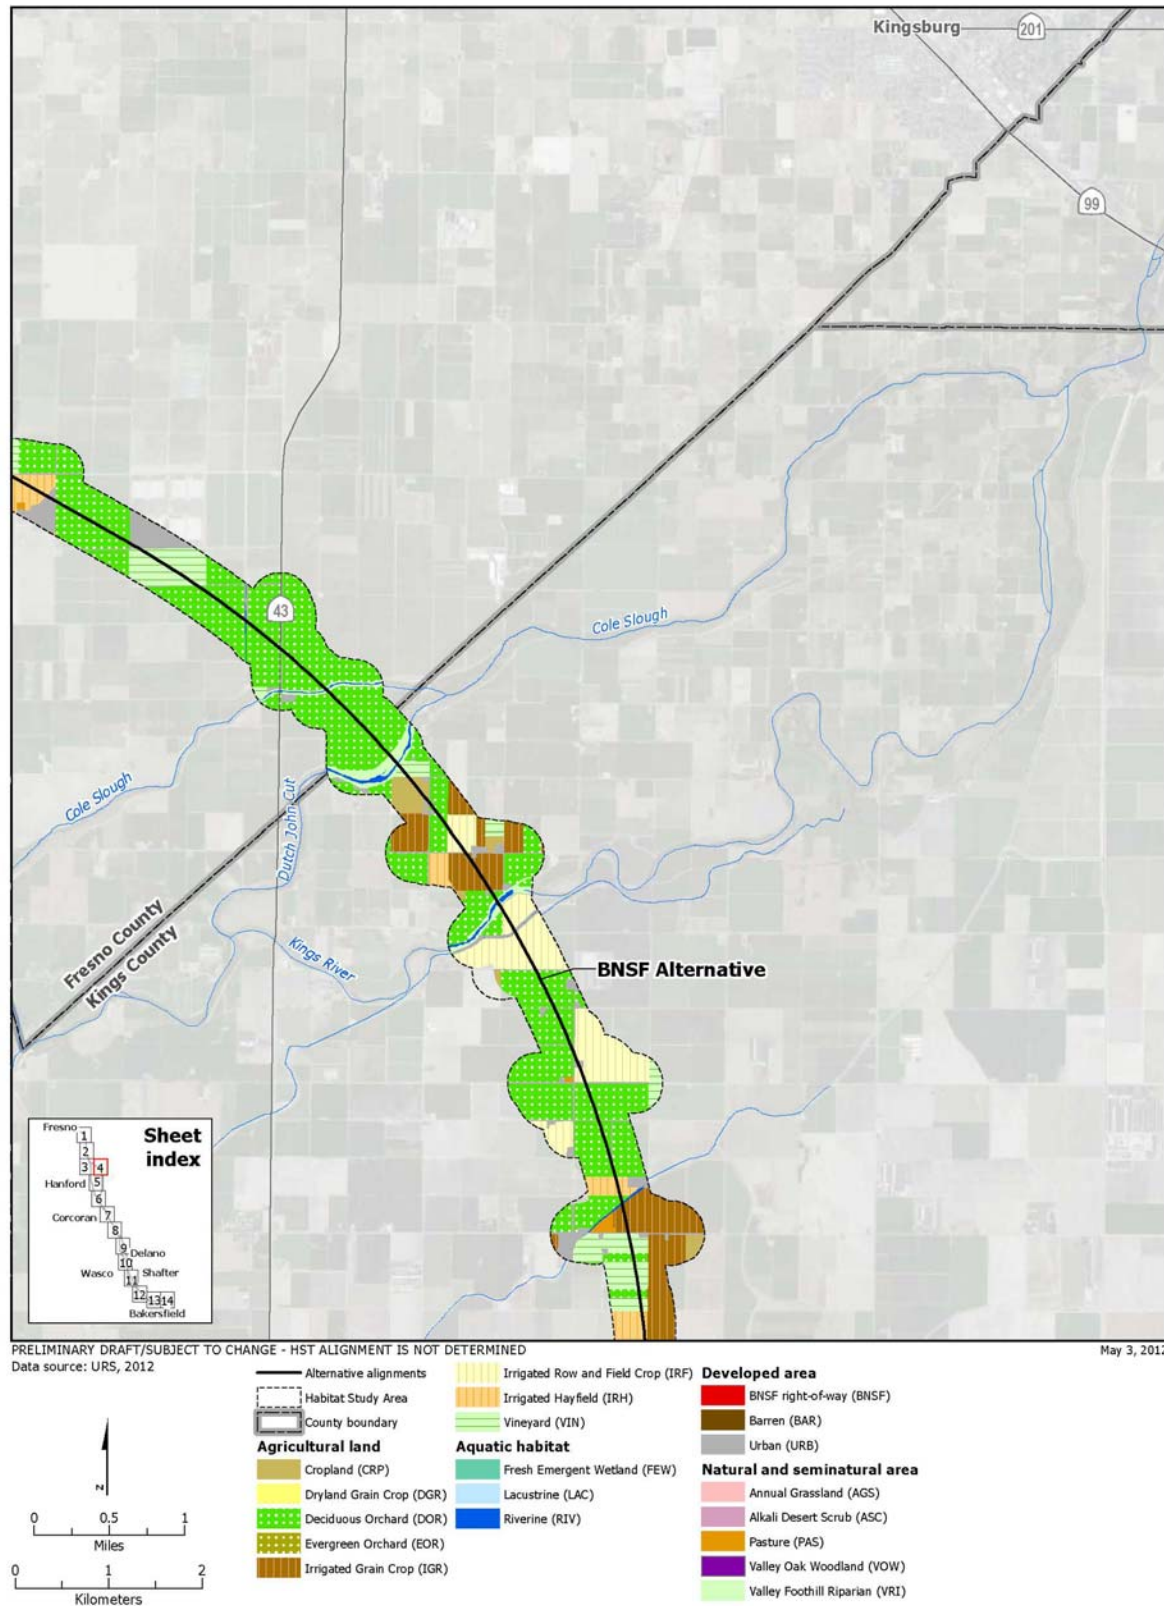 Kingsburg
201
99
43
Cole Slough
Cole Slough
Dutch John Cut
Fresno County
Kings County
Kings River
BNSF Alternative
Sheet
index
Fresno
1
2
3
4
Hanford
5
6
Corcoran
7
8
9
Delano
10
Wasco
11
Shafter
12
13
14
Bakersfield
PRELIMINARY DRAFT/SUBJECT TO CHANGE - HST ALIGNMENT IS NOT DETERMINED
May 3, 2012
Data source: URS, 2012
Alternative alignments
Habitat Study Area
County boundary
Agricultural land
Cropland (CRP)
Dryland Grain Crop (DGR)
Deciduous Orchard (DOR)
Evergreen Orchard (EOR)
Irrigated Grain Crop (IGR)
Irrigated Row and Field Crop (IRF)
Irrigated Hayfield (IRH)
Vineyard (VIN)
Aquatic habitat
Fresh Emergent Wetland (FEW)
Lacustrine (LAC)
Riverine (RIV)
Developed area
BNSF right-of-way (BNSF)
Barren (BAR)
Urban (URB)
Natural and seminatural area
Annual Grassland (AGS)
Alkali Desert Scrub (ASC)
Pasture (PAS)
Valley Oak Woodland (VOW)
Valley Foothill Riparian (VRI)
N
0 0.5 1
Miles
0 1 2
Kilometers